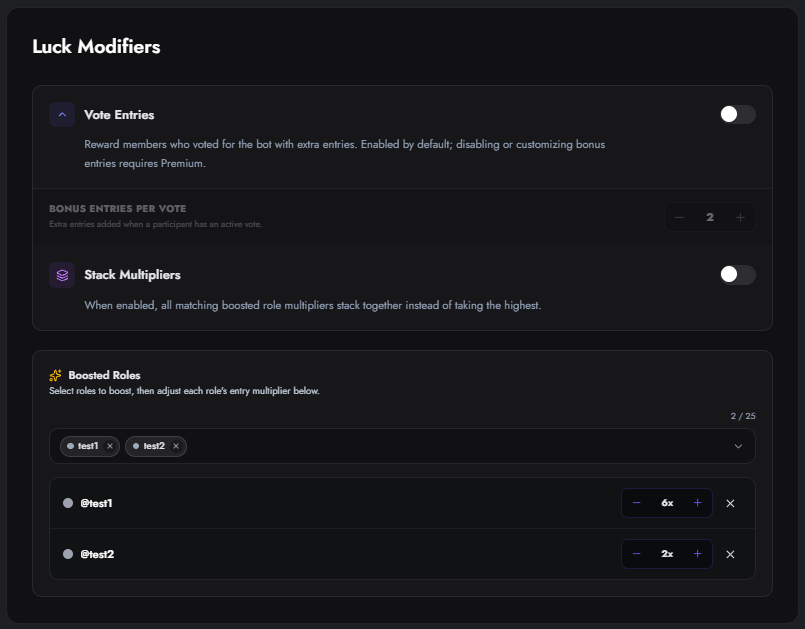 Luck Modifiers
Vote Entries
Reward members who voted for the bot with extra entries. Enabled by default; disabling or customizing bonus
entries requires Premium.
BONUS ENTRIES PER VOTE
Extra entries added when a participant has an active vote.
2
Stack Multipliers
When enabled, all matching boosted role multipliers stack together instead of taking the highest.
Boosted Roles
Select roles to boost, then adjust each role's entry multiplier below.
2 / 25
test1 test2
@test1 6x
@test2 2x